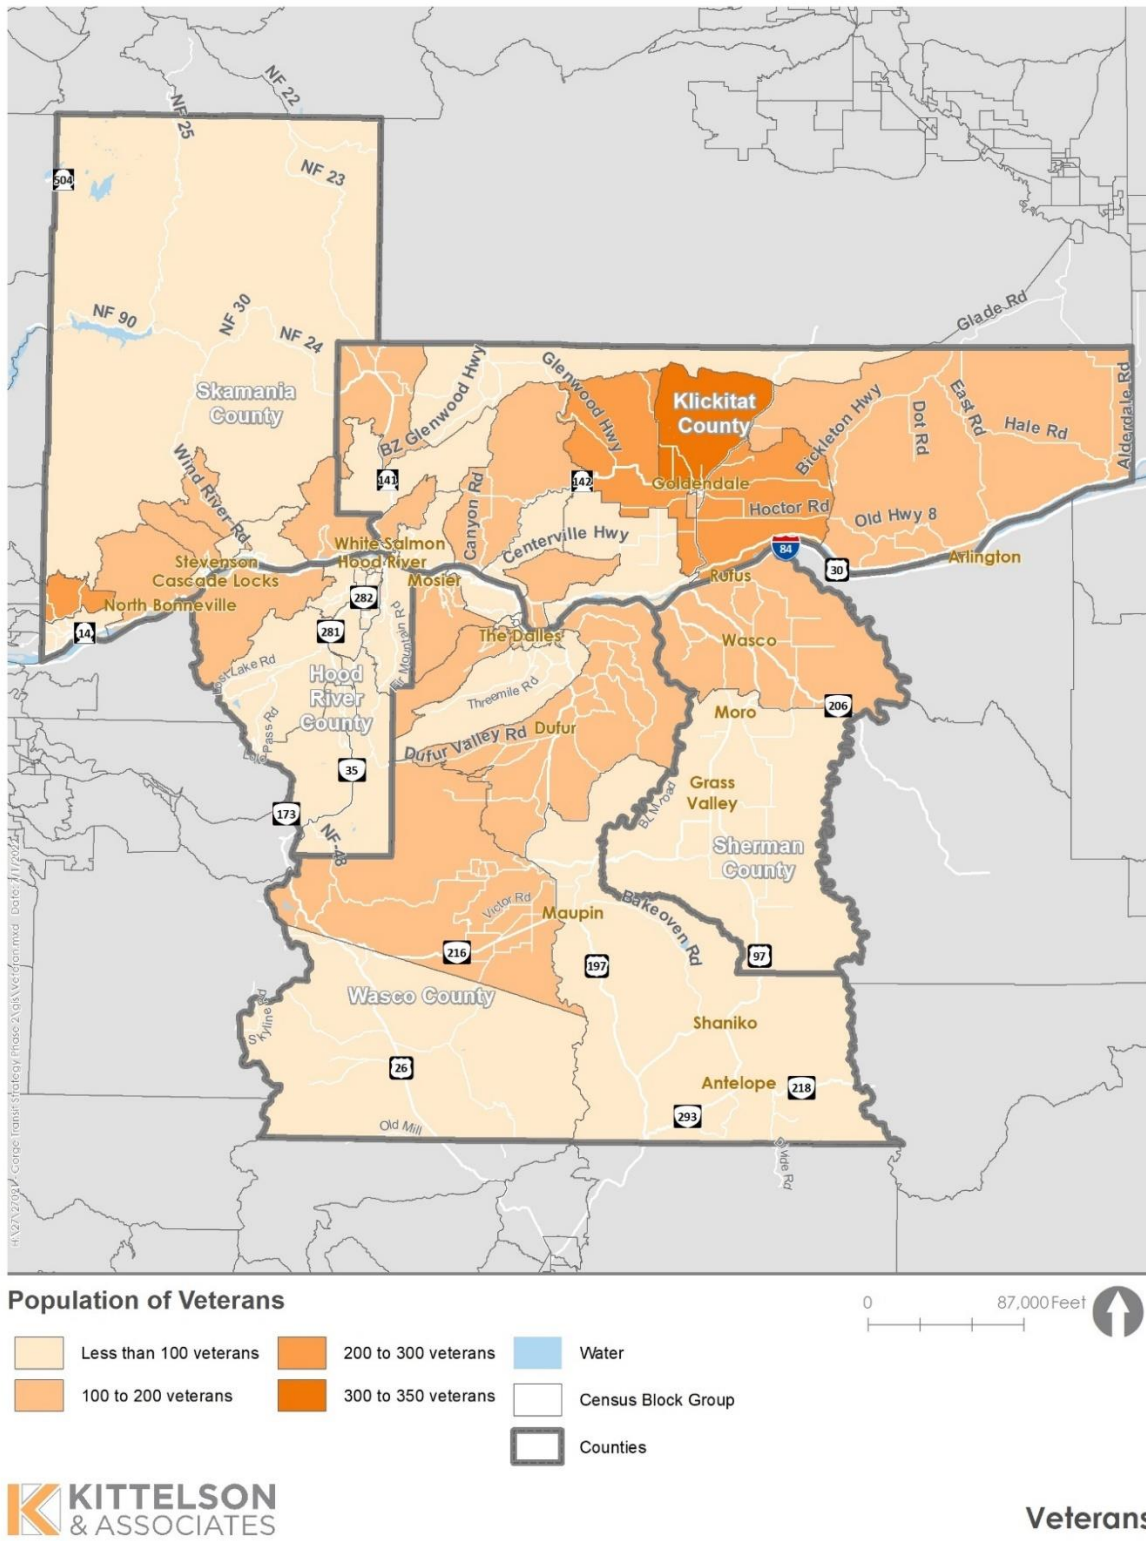 NF 22
NF 25
NF 23
504
Glade Rd
NF 90
NF 30
NF 24
Skamania
County
BZ Glenwood Hwy
Glenwood Hwy
Klickitat
County
Bickleton Hwy
Dot Rd
East Rd
Hale Rd
Alderdale Rd
Wind River Rd
141
142
Goldendale
Canyon Rd
Hoctor Rd
Old Hwy 8
Centerville Hwy
White Salmon
Stevenson
Hood River
Cascade Locks
Mosier
84
30
Arlington
Rufus
North Bonneville
282
14
281
The Dalles
Wasco
Lost Lake Rd
Hood
River
County
Threemile Rd
Moro
206
Dufur
Dufur Valley Rd
35
Grass
Valley
173
NF-48
Sherman
County
Victor Rd
Maupin
Bakeoven Rd
216
197
97
Wasco County
Skyline Rd
Shaniko
26
Antelope
218
293
Old Mill
Population of Veterans
0 87,000 Feet
Less than 100 veterans 200 to 300 veterans Water
100 to 200 veterans 300 to 350 veterans Census Block Group
Counties
KITTELSON
& ASSOCIATES
Veterans